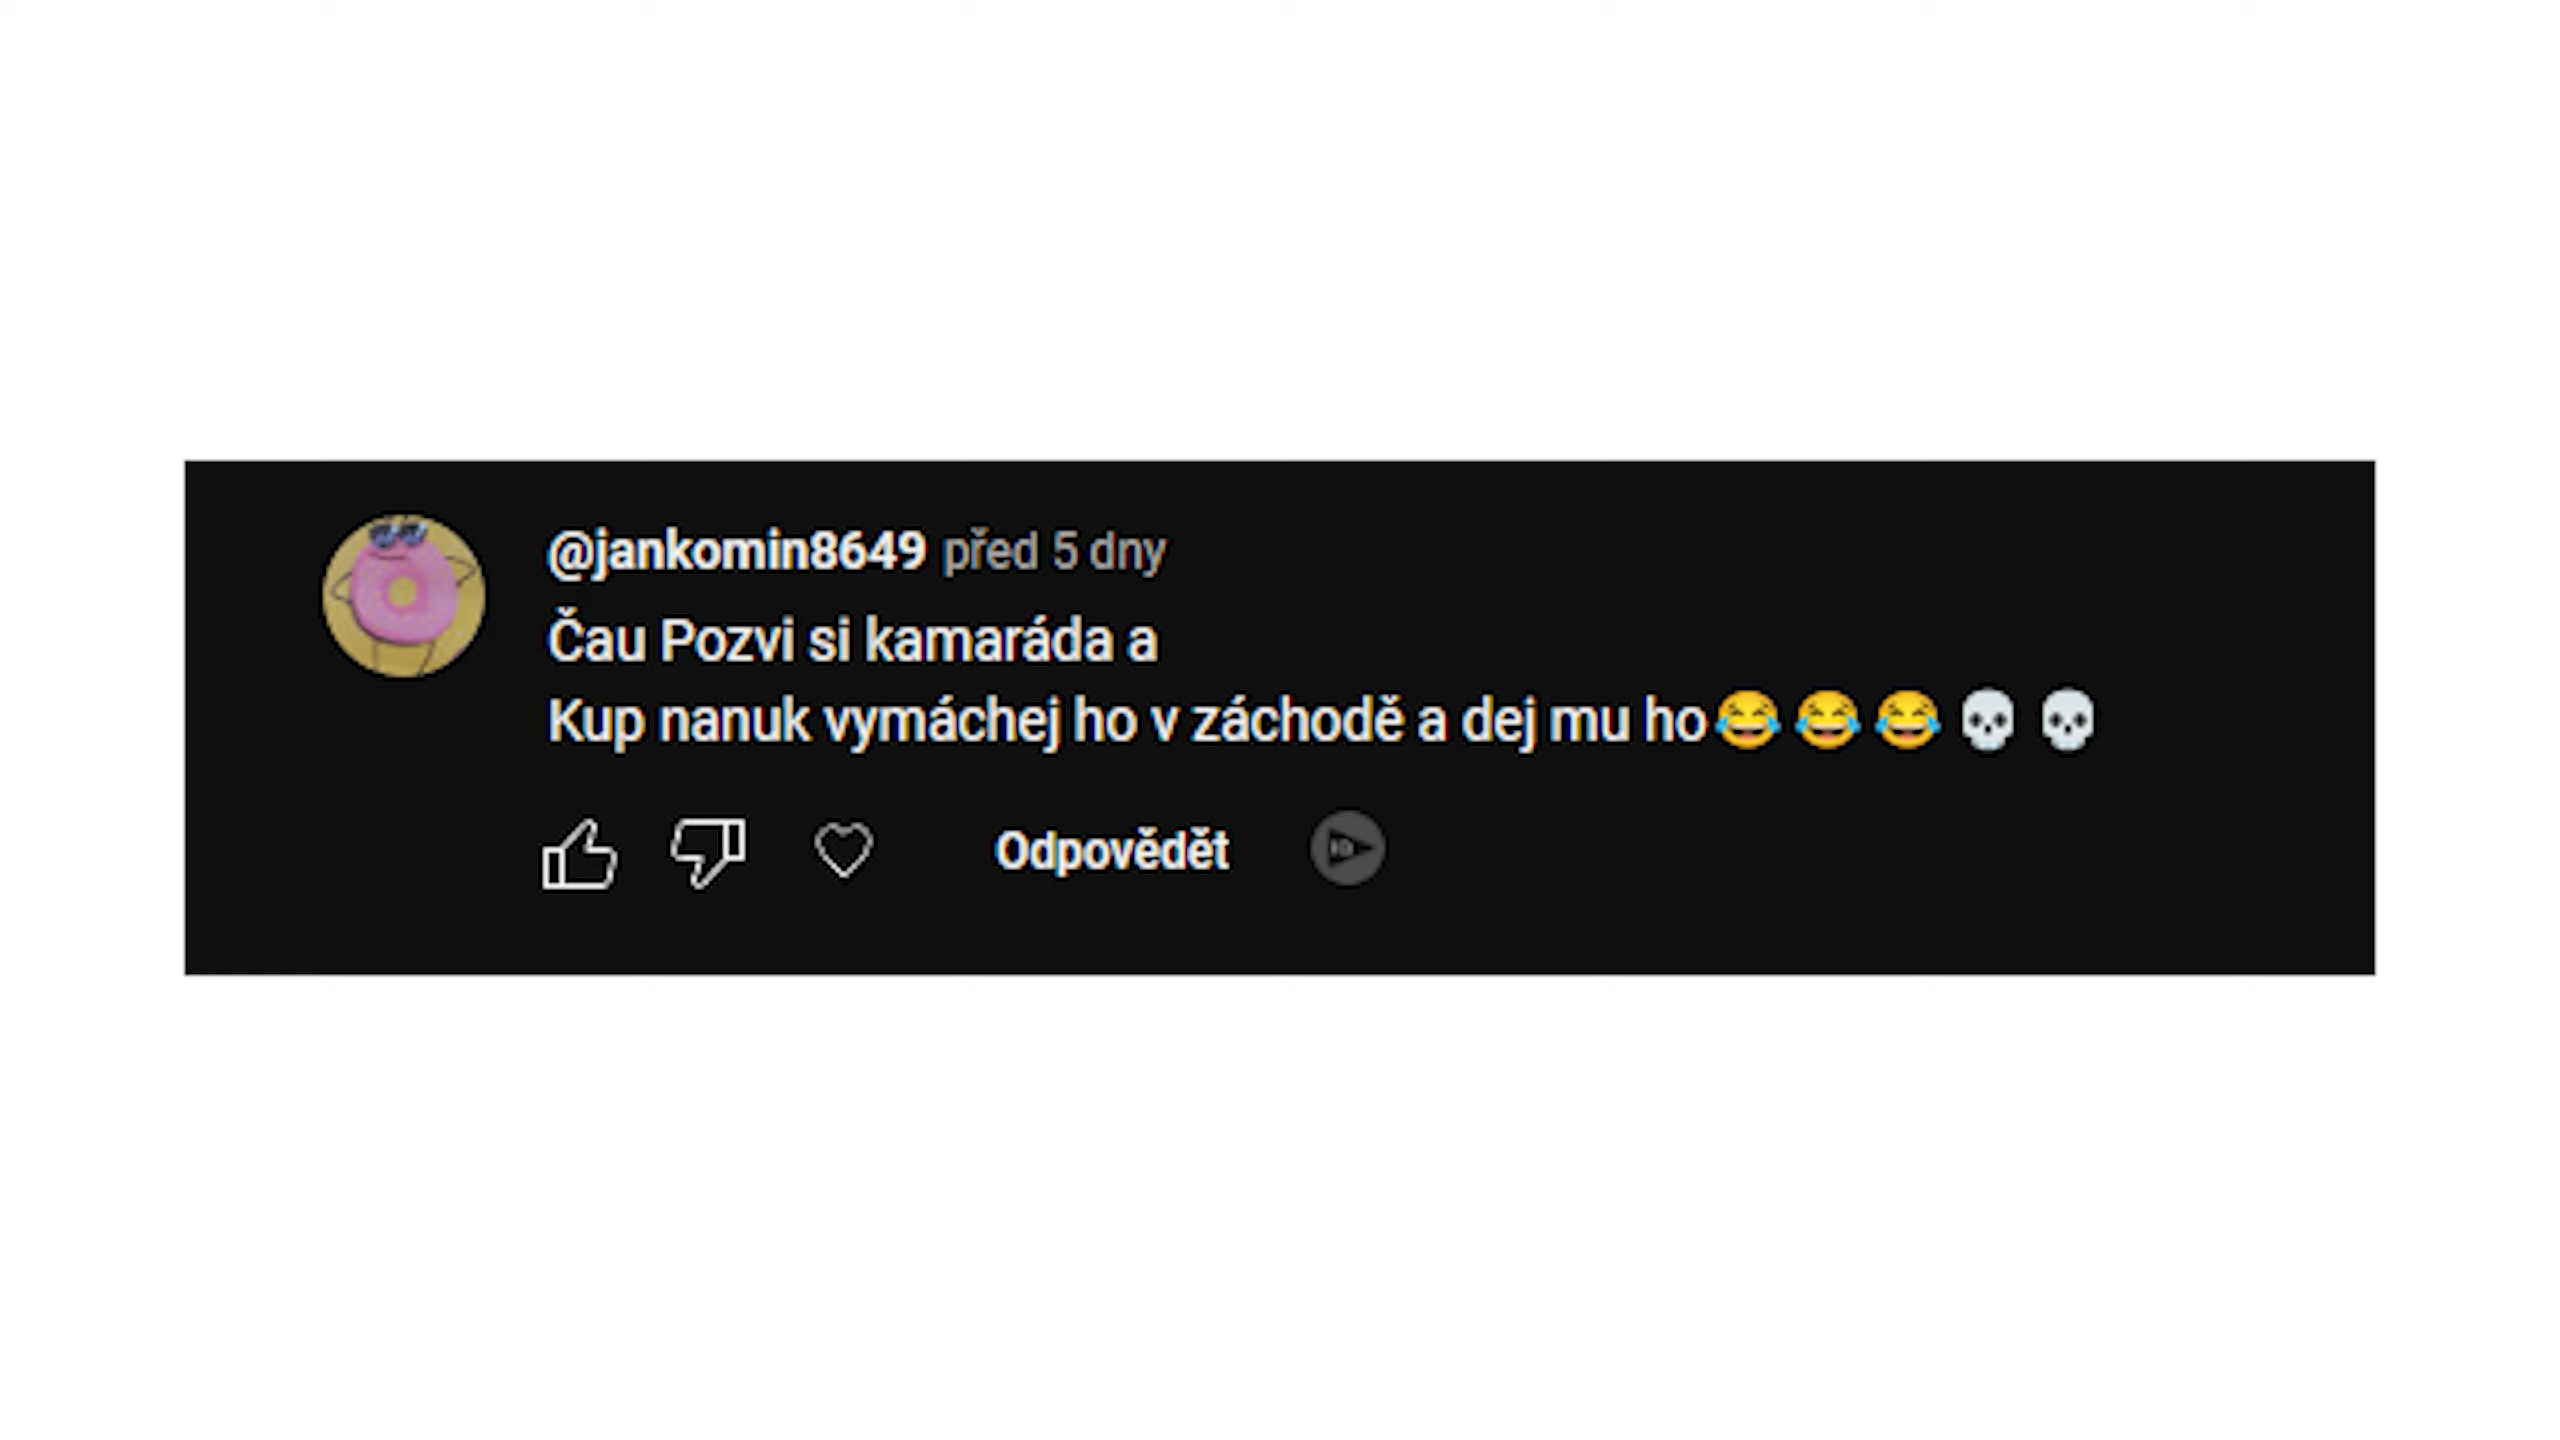 @jankomin8649 před 5 dny
Čau Pozvi si kamaráda a
Kup nanuk vymáchej ho v záchodě a dej mu ho😂😂😂💀💀
Odpovědět